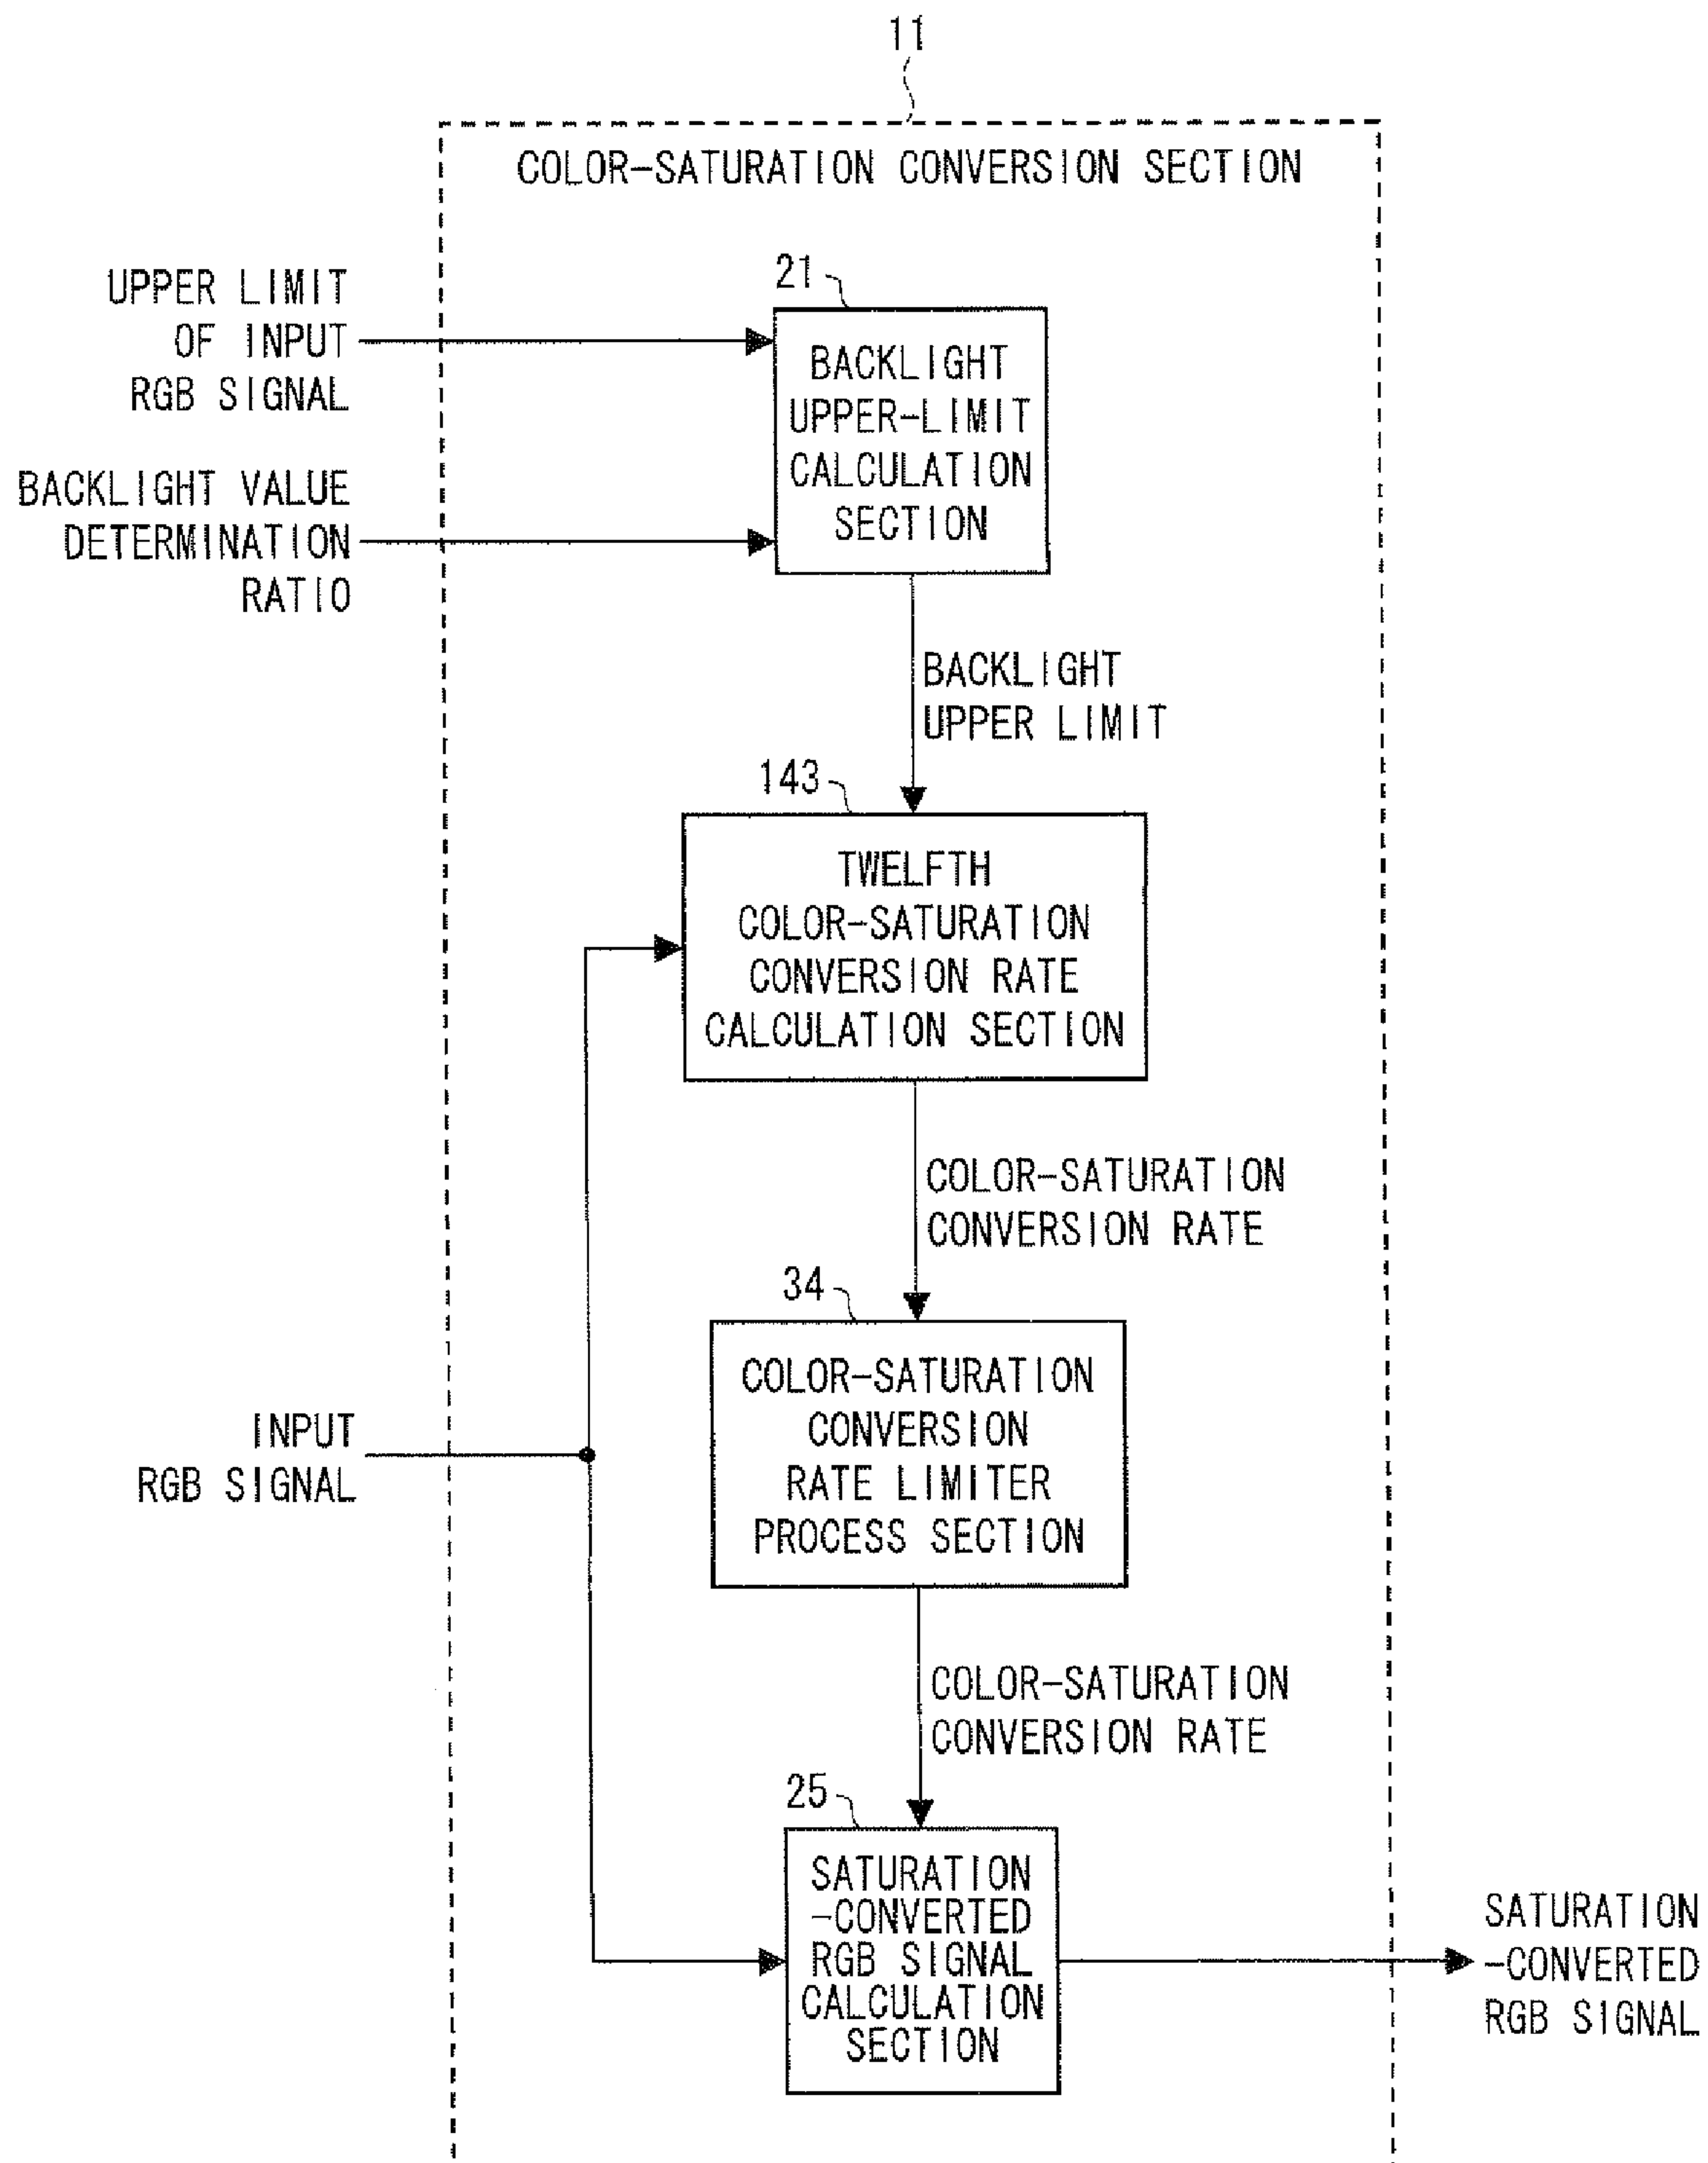 11
COLOR-SATURATION CONVERSION SECTION
UPPER LIMIT
OF INPUT
RGB SIGNAL
BACKLIGHT VALUE
DETERMINATION
RATIO
21
BACKLIGHT
UPPER-LIMIT
CALCULATION
SECTION
BACKLIGHT
UPPER LIMIT
143
TWELFTH
COLOR-SATURATION
CONVERSION RATE
CALCULATION SECTION
COLOR-SATURATION
CONVERSION RATE
34
COLOR-SATURATION
CONVERSION
RATE LIMITER
PROCESS SECTION
INPUT
RGB SIGNAL
COLOR-SATURATION
CONVERSION RATE
25
SATURATION
-CONVERTED
RGB SIGNAL
CALCULATION
SECTION
SATURATION
-CONVERTED
RGB SIGNAL